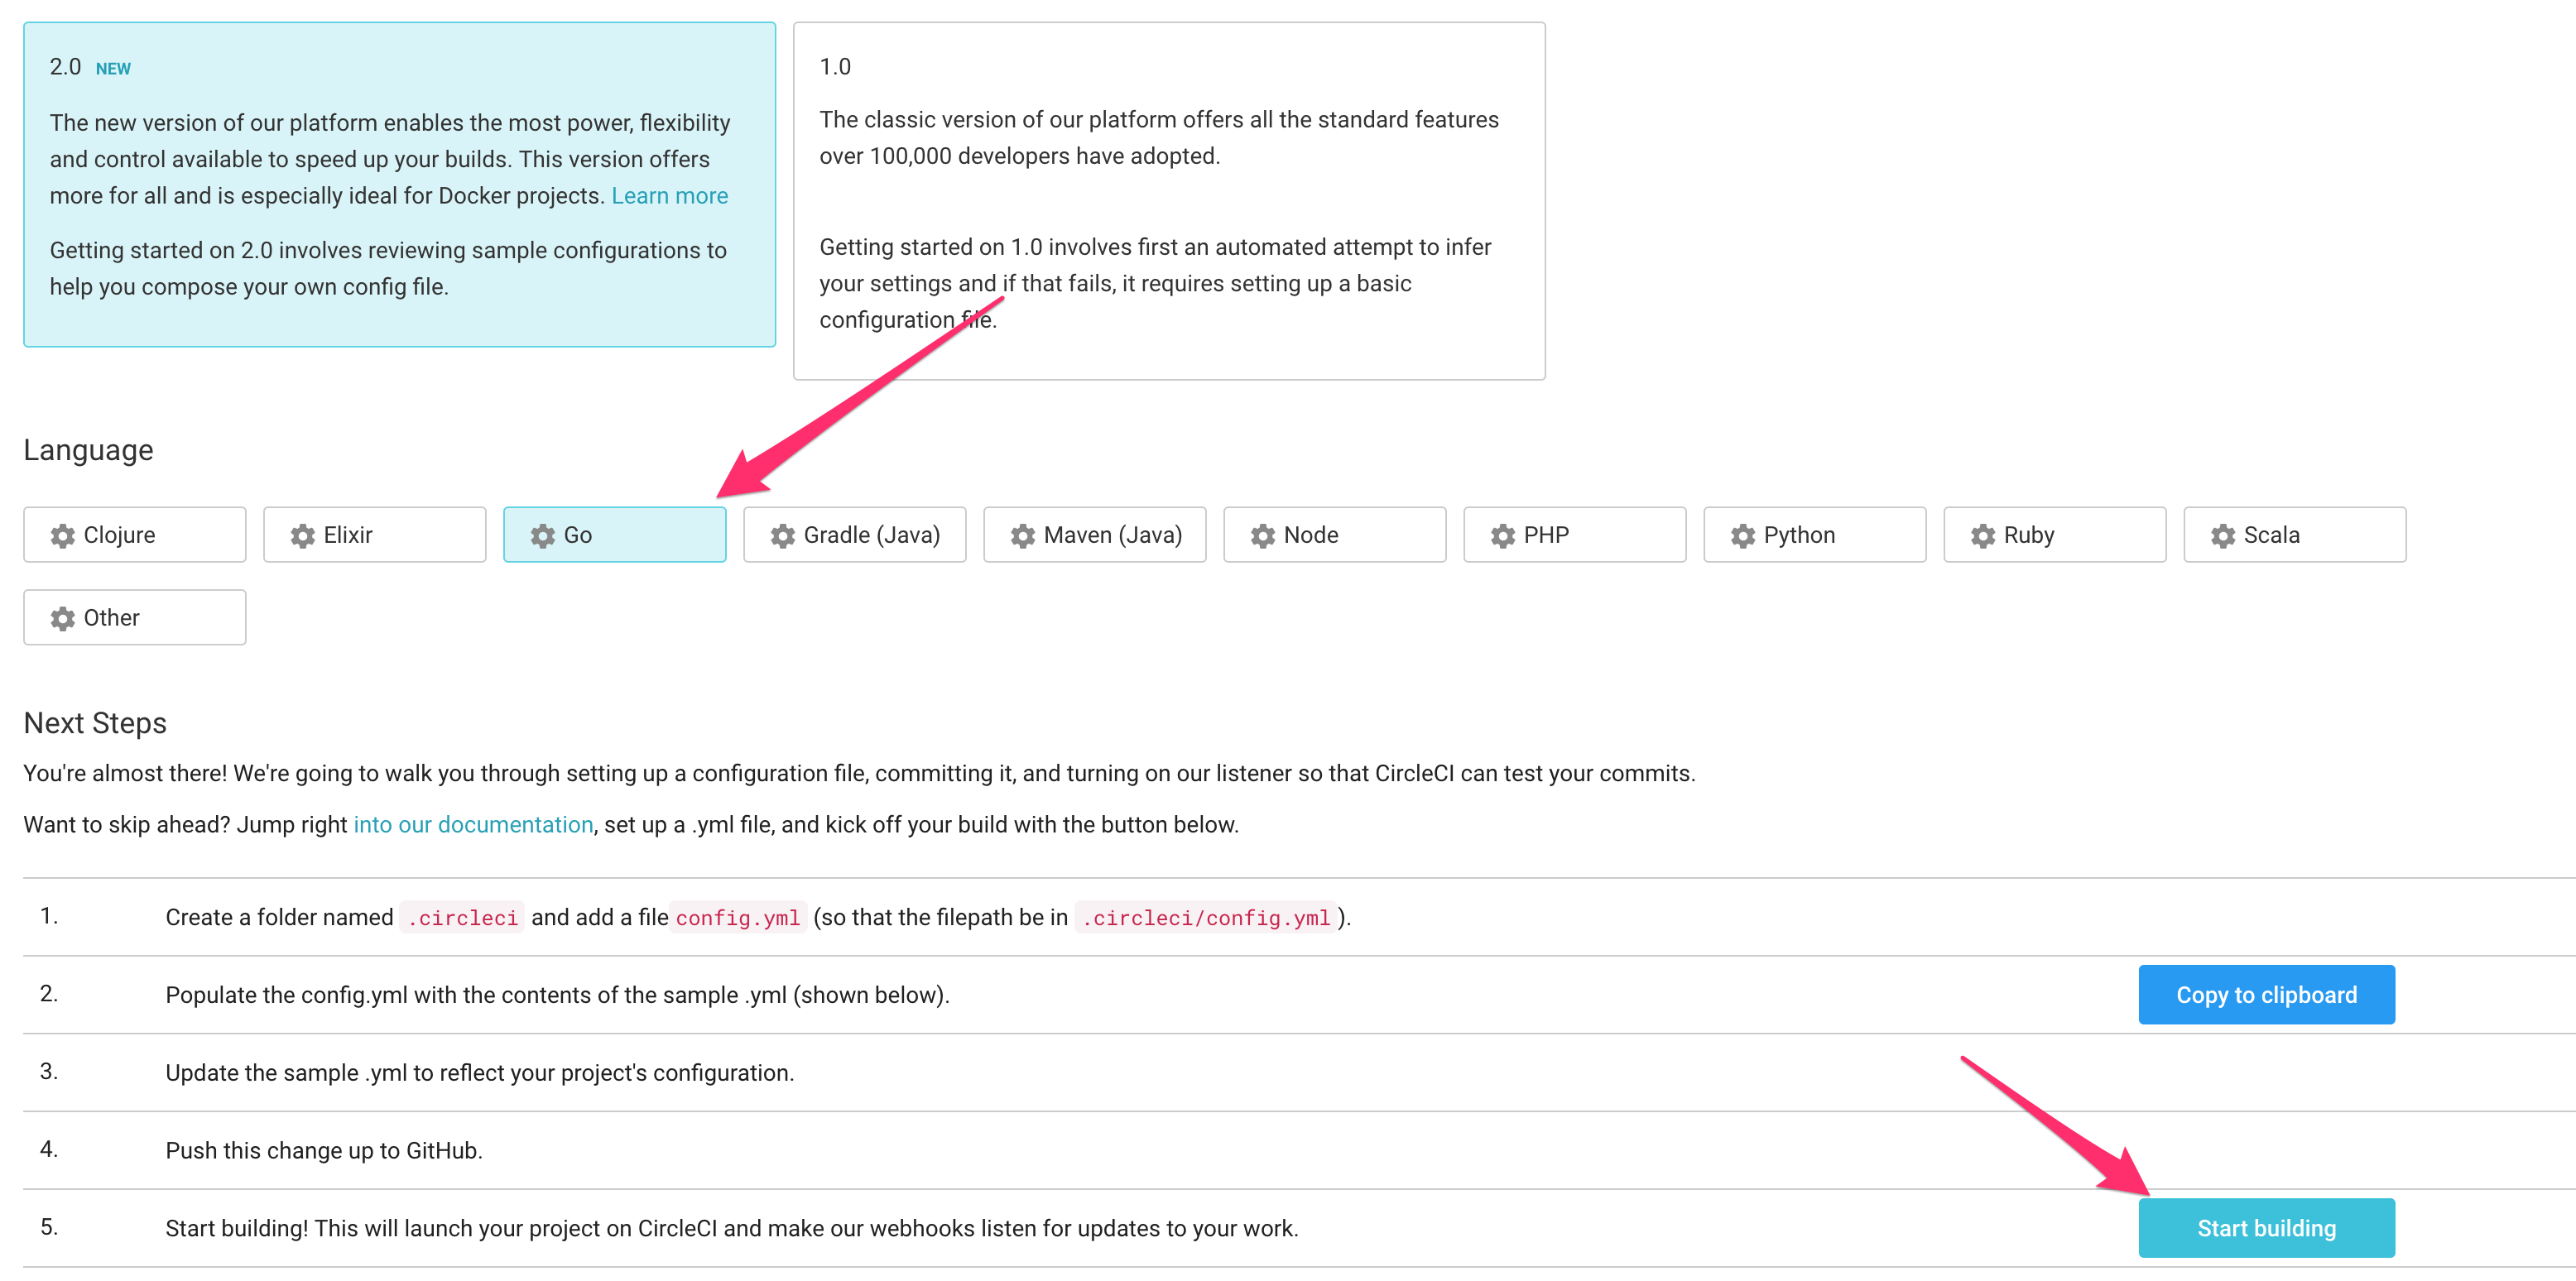 2.0 NEW
The new version of our platform enables the most power, flexibility
and control available to speed up your builds. This version offers
more for all and is especially ideal for Docker projects. Learn more
Getting started on 2.0 involves reviewing sample configurations to
help you compose your own config file.
1.0
The classic version of our platform offers all the standard features
over 100,000 developers have adopted.
Getting started on 1.0 involves first an automated attempt to infer
your settings and if that fails, it requires setting up a basic
configuration file.
Language
Clojure
Elixir
Go
Gradle (Java)
Maven (Java)
Node
PHP
Python
Ruby
Scala
Other
Next Steps
You're almost there! We're going to walk you through setting up a configuration file, committing it, and turning on our listener so that CircleCI can test your commits.
Want to skip ahead? Jump right into our documentation, set up a .yml file, and kick off your build with the button below.
1. Create a folder named .circleci and add a file config.yml (so that the filepath be in .circleci/config.yml ).
2. Populate the config.yml with the contents of the sample .yml (shown below).
Copy to clipboard
3. Update the sample .yml to reflect your project's configuration.
4. Push this change up to GitHub.
5. Start building! This will launch your project on CircleCI and make our webhooks listen for updates to your work.
Start building